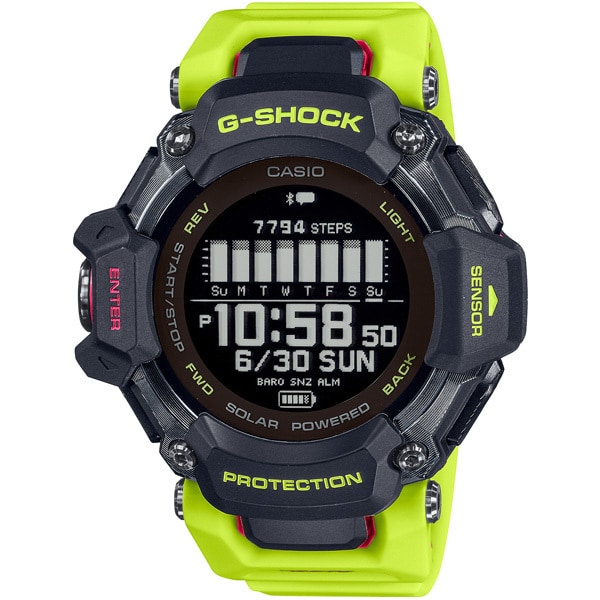 G-SHOCK
CASIO
REV
LIGHT
7794 STEPS
Su M T W T F S Su
ENTER
START/STOP
SENSOR
P 10:58 50
6/30 SUN
BARO SNZ ALM
FWD
BACK
SOLAR POWERED
PROTECTION